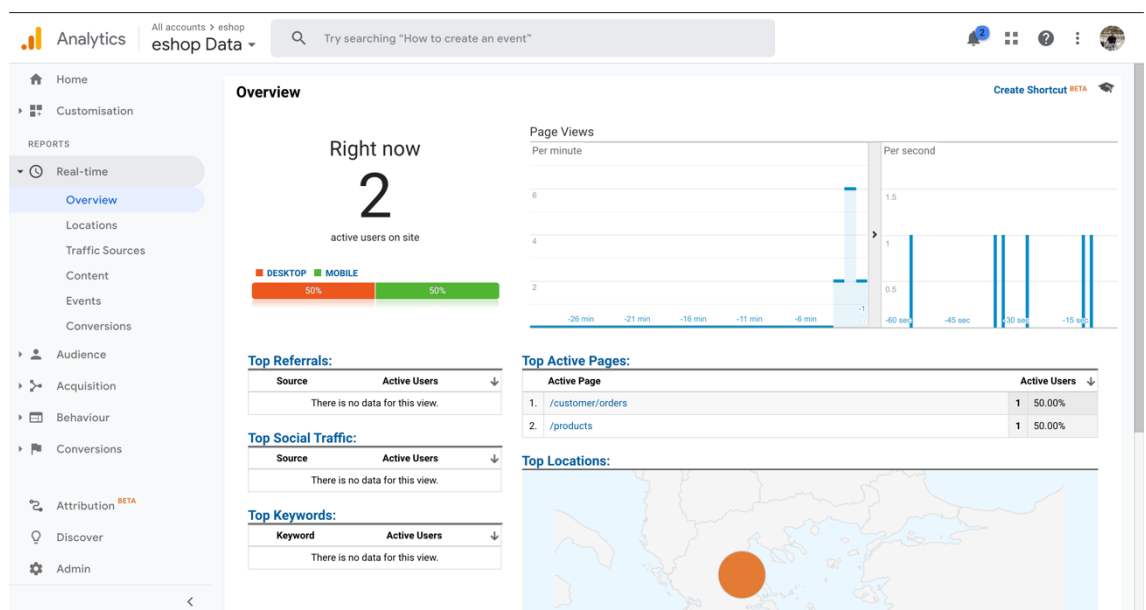 All accounts > eshop
Analytics
eshop Data
Try searching "How to create an event"
2
Home
Customisation
REPORTS
Real-time
Overview
Locations
Traffic Sources
Content
Events
Conversions
Audience
Acquisition
Behaviour
Conversions
Attribution BETA
Discover
Admin
Overview
Create Shortcut BETA
Right now
2
active users on site
DESKTOP MOBILE
50% 50%
Page Views
Per minute
6
4
2
-26 min -21 min -16 min -11 min -6 min -1
Per second
1.5
1
0.5
-60 sec -45 sec -30 sec -15 sec
Top Referrals:
Source Active Users
There is no data for this view.
Top Social Traffic:
Source Active Users
There is no data for this view.
Top Keywords:
Keyword Active Users
There is no data for this view.
Top Active Pages:
Active Page Active Users
1. /customer/orders 1 50.00%
2. /products 1 50.00%
Top Locations: